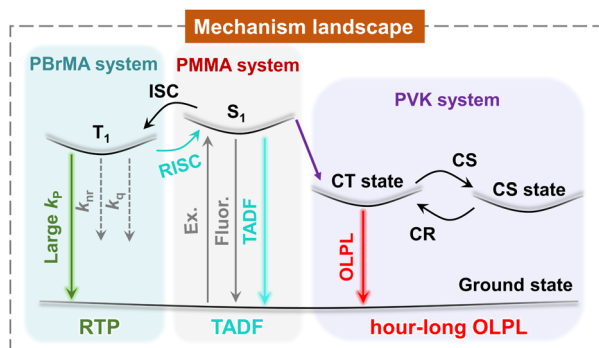 Mechanism landscape
PBrMA system
PMMA system
PVK system
ISC
T1
S1
RISC
CT state
CS
CS state
CR
Large kP
knr
kq
Ex.
Fluor.
TADF
OLPL
Ground state
RTP
TADF
hour-long OLPL